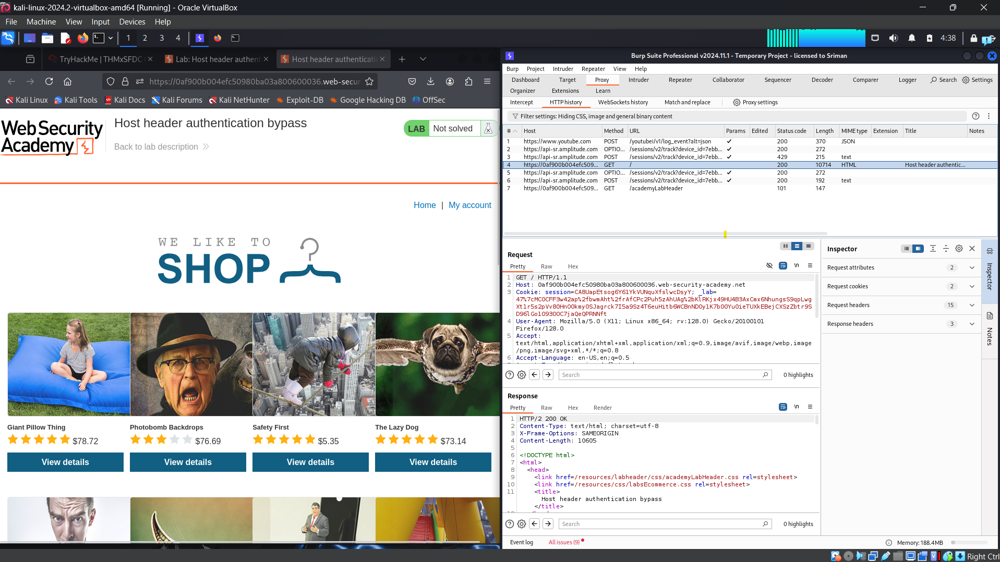 kali-linux-2024.2-virtualbox-amd64 [Running] - Oracle VirtualBox
File Machine View Input Devices Help
1 2 3 4
4:38
TryHackMe | THMxSFDC
Lab: Host header authent
Host header authenticatio
Burp Suite Professional v2024.11.1 - Temporary Project - licensed to Sriman
https://0af900b004efc50980ba03a800600036.web-secur
Kali Linux Kali Tools Kali Docs Kali Forums Kali NetHunter Exploit-DB Google Hacking DB OffSec
Web Security
Academy
Host header authentication bypass
Back to lab description
LAB Not solved
Home | My account
WE LIKE TO
SHOP
Giant Pillow Thing
$78.72
View details
Photobomb Backdrops
$76.69
View details
Safety First
$5.35
View details
The Lazy Dog
$73.14
View details
Burp Project Intruder Repeater View Help
Dashboard Target Proxy Intruder Repeater Collaborator Sequencer Decoder Comparer Logger Search Settings
Organizer Extensions Learn
Intercept HTTP history WebSockets history Match and replace Proxy settings
Filter settings: Hiding CSS, image and general binary content
# Host Method URL Params Edited Status code Length MIME type Extension Title Notes
1 https://www.youtube.com POST /youtubei/v1/log_event?alt=json ✓ 200 370 JSON
2 https://api-sr.amplitude.com OPTIO... /sessions/v2/track?device_id=7ebb... ✓ 200 272
3 https://api-sr.amplitude.com POST /sessions/v2/track?device_id=7ebb... ✓ 429 215 text
4 https://0af900b004efc509... GET / 200 10714 HTML Host header authentic...
5 https://api-sr.amplitude.com OPTIO... /sessions/v2/track?device_id=7ebb... ✓ 200 272
6 https://api-sr.amplitude.com POST /sessions/v2/track?device_id=7ebb... ✓ 200 192 text
7 https://0af900b004efc509... GET /academyLabHeader 101 147
Request
Pretty Raw Hex
\n
1 GET / HTTP/1.1
2 Host: 0af900b004efc50980ba03a800600036.web-security-academy.net
3 Cookie: session=CA8UapEtsog6Y61YkVUNquXfslwcDsyY; _lab=
4 User-Agent: Mozilla/5.0 (X11; Linux x86_64; rv:128.0) Gecko/20100101
Firefox/128.0
5 Accept:
text/html,application/xhtml+xml,application/xml;q=0.9,image/avif,image/webp,image
/png,image/svg+xml,*/*;q=0.8
6 Accept-Language: en-US,en;q=0.5
Search
0 highlights
Response
Pretty Raw Hex Render
\n
1 HTTP/2 200 OK
2 Content-Type: text/html; charset=utf-8
3 X-Frame-Options: SAMEORIGIN
4 Content-Length: 10605
5
6 <!DOCTYPE html>
7 <html>
8 <head>
9 <link href=/resources/labheader/css/academyLabHeader.css rel=stylesheet>
10 <link href=/resources/css/labsEcommerce.css rel=stylesheet>
11 <title>
Host header authentication bypass
</title>
Search
0 highlights
Inspector
Request attributes 2
Request cookies 2
Request headers 15
Response headers 3
Inspector
Notes
Event log All issues (9)
Memory: 188.4MB
Right Ctrl